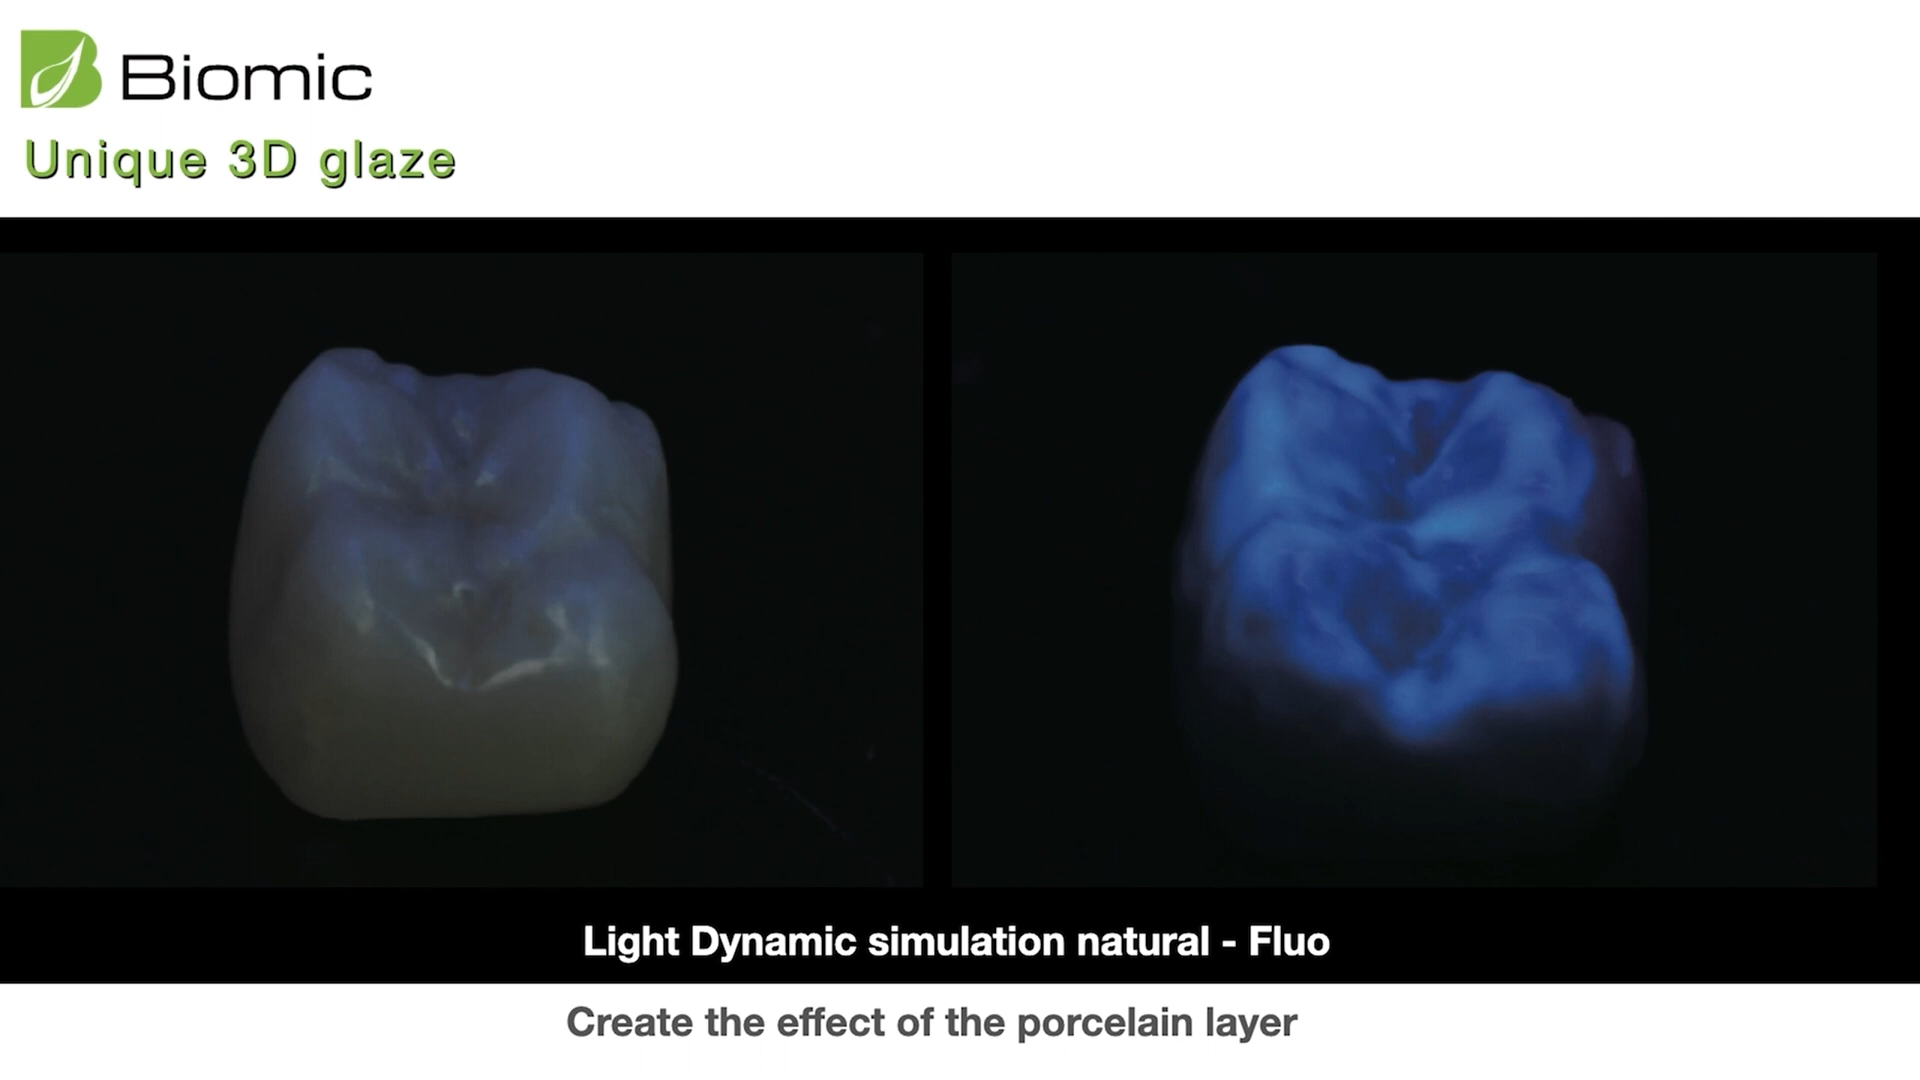 Biomic
Unique 3D glaze
Light Dynamic simulation natural - Fluo
Create the effect of the porcelain layer